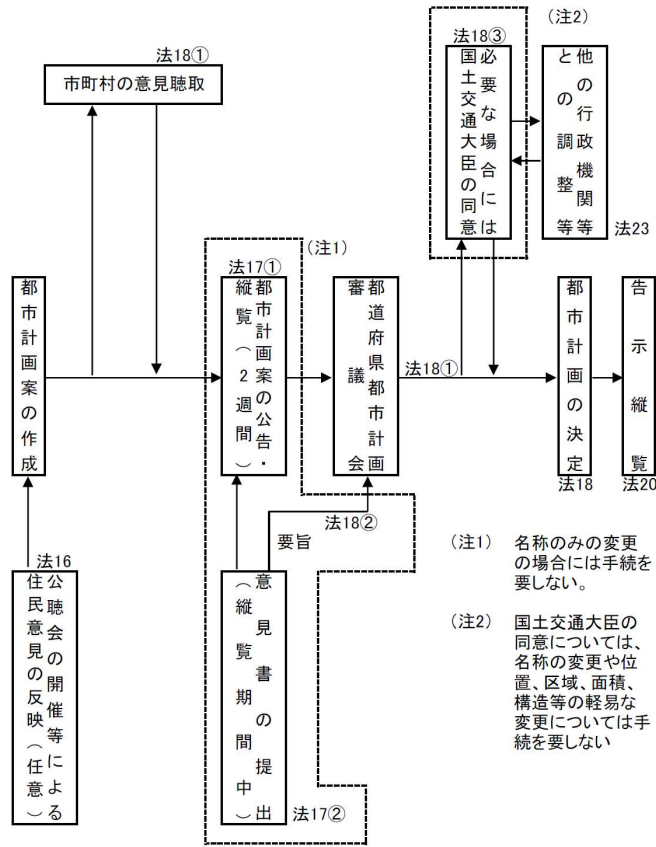 法18①
市町村の意見聴取
(注2)
法18③
必要な場合には
国土交通大臣の同意
他の行政機関等
との調整等
法23
(注1)
法17①
都市計画案の作成
都市計画案の公告・
縦覧(2週間)
都道府県都市計画
審議会
法18①
都市計画の決定
法18
告示縦覧
法20
法18②
要旨
法16
公聴会の開催等による
住民意見の反映(任意)
意見書の提出
(縦覧期間中)
法17②
(注1) 名称のみの変更
の場合には手続を
要しない。
(注2) 国土交通大臣の
同意については、
名称の変更や位
置、区域、面積、
構造等の軽易な
変更については手
続を要しない